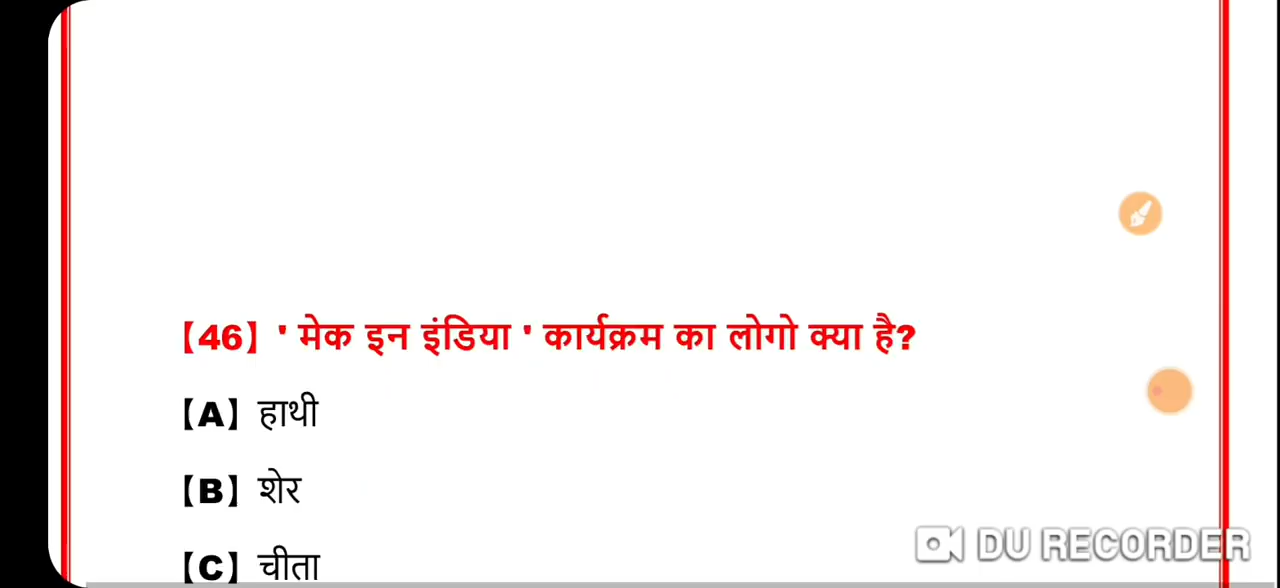 【46】 ' मेक इन इंडिया ' कार्यक्रम का लोगो क्या है?
【A】 हाथी
【B】 शेर
【C】 चीता
DU RECORDER